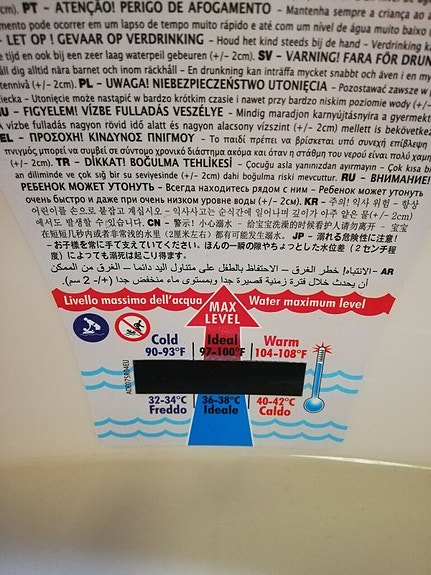 cm). PT - ATENÇÃO! PERIGO DE AFOGAMENTO - Mantenha sempre a criança ao
mento pode ocorrer em um lapso de tempo muito rápido e até com um nível de água muito baixo (
- LET OP ! GEVAAR OP VERDRINKING - Houd het kind steeds bij de hand - Verdrinking ka
e tijd en ook bij een zeer laag waterpeil gebeuren (+/- 2cm). SV - VARNING! FARA FÖR DRUN
åll dig alltid nära barnet och inom räckhåll - En drunkning kan inträffa mycket snabbt och även i en my
tennivå (+/- 2cm). PL - UWAGA! NIEBEZPIECZEŃSTWO UTONIĘCIA - Pozostawać zawsze w p
iecka - Utonięcie może nastąpić w bardzo krótkim czasie i nawet przy bardzo niskim poziomie wody (+/-
U - FIGYELEM! VÍZBE FULLADÁS VESZÉLYE - Mindig maradjon karnyújtásnyira a gyermekt
A vízbe fulladás nagyon rövid idő alatt és nagyon alacsony vízszint (+/- 2cm) mellett is bekövetkez
EL - ΠΡΟΣΟΧΗ! ΚΙΝΔΥΝΟΣ ΠΝΙΓΜΟΥ - Το παιδί πρέπει να βρίσκεται υπό συνεχή επίβλεψη
πνιγμός μπορεί να συμβεί σε σύντομο χρονικό διάστημα ακόμα και όταν η στάθμη του νερού είναι πολύ χαμη
(+/- 2cm). TR - DİKKAT! BOĞULMA TEHLİKESİ - Çocuğu asla yanınızdan ayırmayın - Çok kısa b
an diliminde ve çok sığ bir su seviyesinde (+/- 2cm) dahi boğulma riski mevcuttur. RU - ВНИМАНИЕ!
РЕБЕНОК МОЖЕТ УТОНУТЬ - Всегда находитесь рядом с ним - Ребенок может утонуть
очень быстро и даже при очень низком уровне воды (+/- 2cm). KR - 주의! 익사 위험 - 항상
어린이를 손으로 붙잡고 계십시오 - 익사사고는 순식간에 일어나며 깊이가 아주 얕은 물(+/- 2cm)
에서도 발생할 수 있습니다. CN - 警示! 小心溺水 - 给宝宝洗澡的时候看护人请勿离开 - 宝宝
在短短几秒内或者非常浅的水里 (2厘米左右) 都有可能发生溺水。 JP - 溺れる危険性に注意!
- お子様を常に手で支えていてください。ほんの一瞬の隙やちょっとした水位差 (2センチ程
度) によっても溺死は起こり得ます。
AR - الانتباه! خطر الغرق - الاحتفاظ بالطفل على متناول اليد دائما - الغرق من الممكن
أن يحدث خلال فترة زمنية قصيرة جدا وبمستوى ماء منخفض جدا (+/- 2 سم).
Livello massimo dell'acqua MAX LEVEL Water maximum level
Cold Ideal Warm
90-93°F 97-100°F 104-108°F
32-34°C 36-38°C 40-42°C
Freddo Ideale Caldo